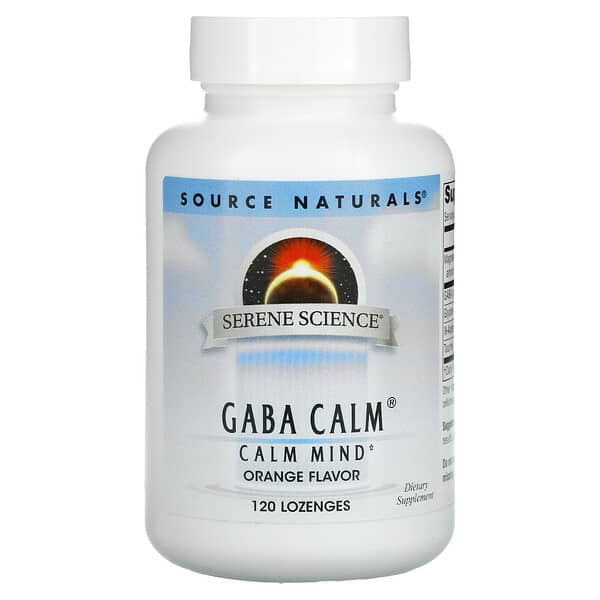 SOURCE NATURALS®
SERENE SCIENCE®
GABA CALM®
CALM MIND*
ORANGE FLAVOR
120 LOZENGES
Dietary
Supplement